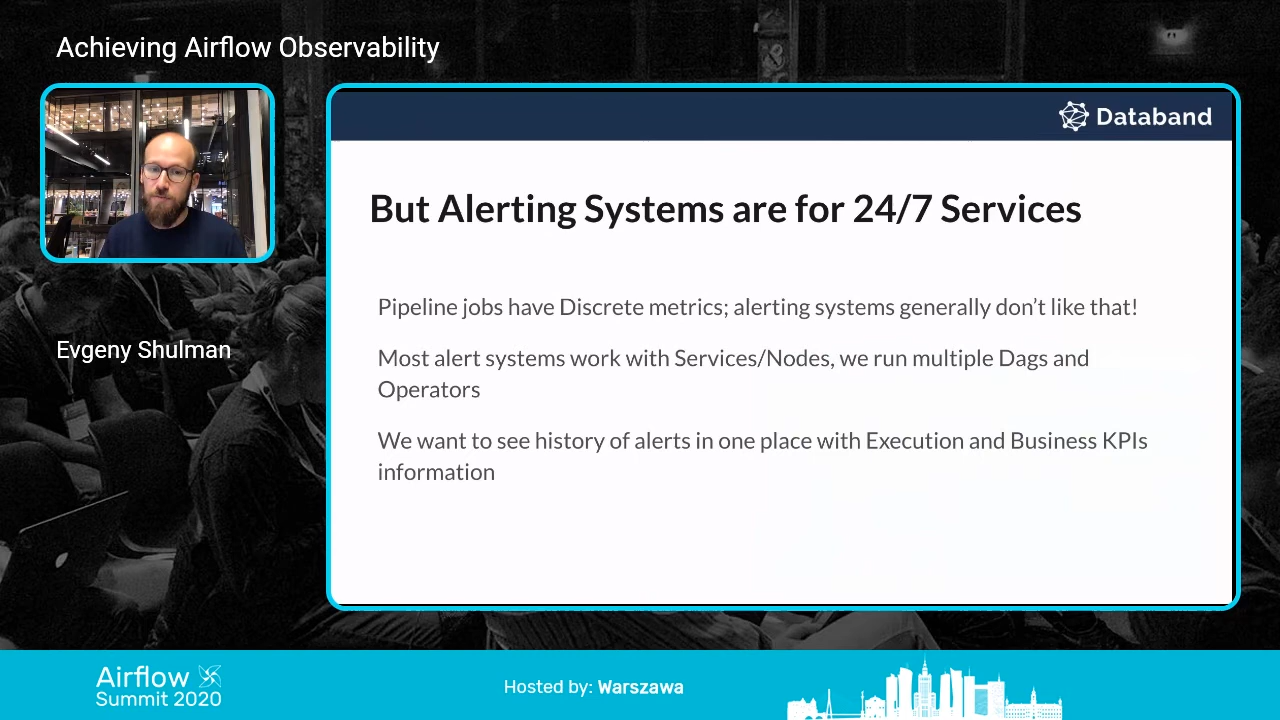 Achieving Airflow Observability
Databand
But Alerting Systems are for 24/7 Services
Pipeline jobs have Discrete metrics; alerting systems generally don’t like that!
Most alert systems work with Services/Nodes, we run multiple Dags and
Operators
We want to see history of alerts in one place with Execution and Business KPIs
information
Evgeny Shulman
Airflow
Summit 2020
Hosted by: Warszawa